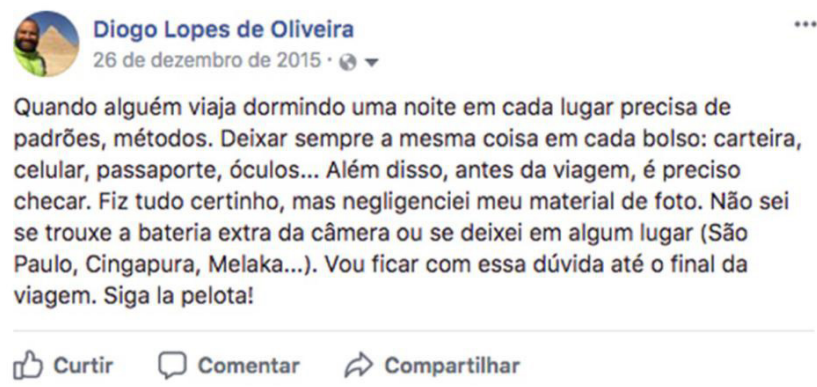 Diogo Lopes de Oliveira
26 de dezembro de 2015 ·
Quando alguém viaja dormindo uma noite em cada lugar precisa de
padrões, métodos. Deixar sempre a mesma coisa em cada bolso: carteira,
celular, passaporte, óculos... Além disso, antes da viagem, é preciso
checar. Fiz tudo certinho, mas negligenciei meu material de foto. Não sei
se trouxe a bateria extra da câmera ou se deixei em algum lugar (São
Paulo, Cingapura, Melaka...). Vou ficar com essa dúvida até o final da
viagem. Siga la pelota!
Curtir Comentar Compartilhar